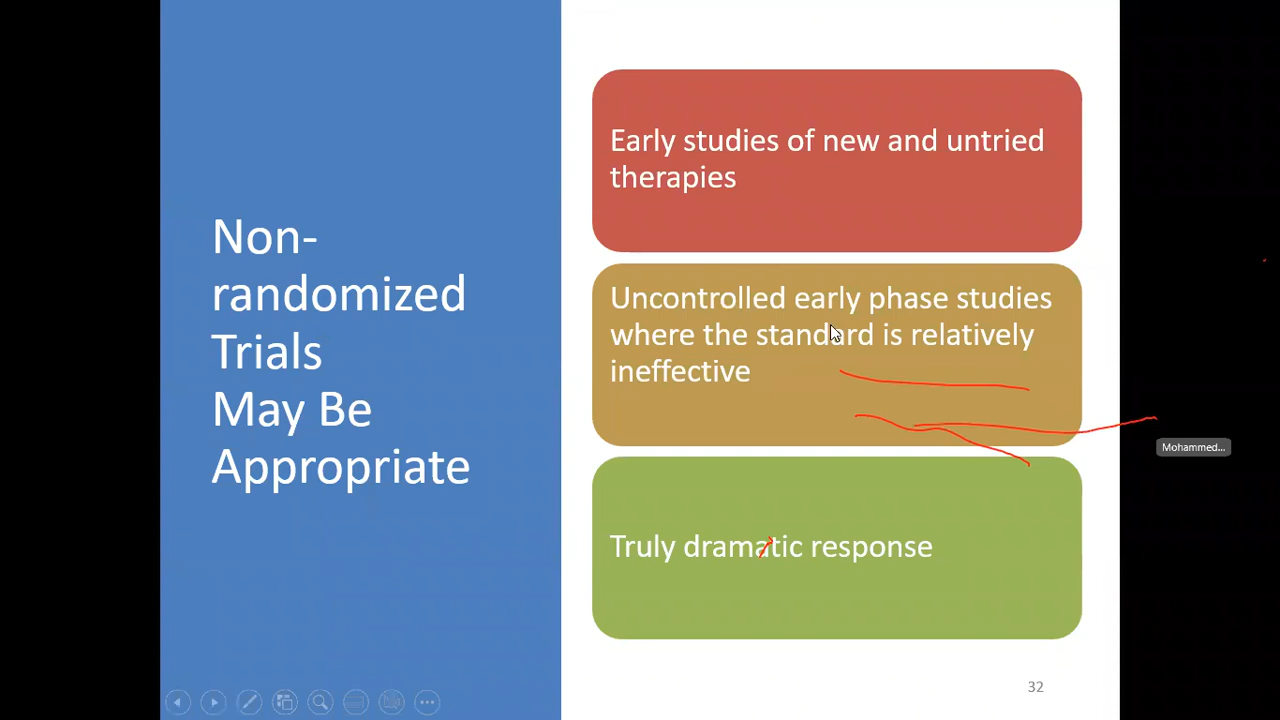 Non-
randomized
Trials
May Be
Appropriate
Early studies of new and untried
therapies
Uncontrolled early phase studies
where the standard is relatively
ineffective
Truly dramatic response
Mohammed...
32